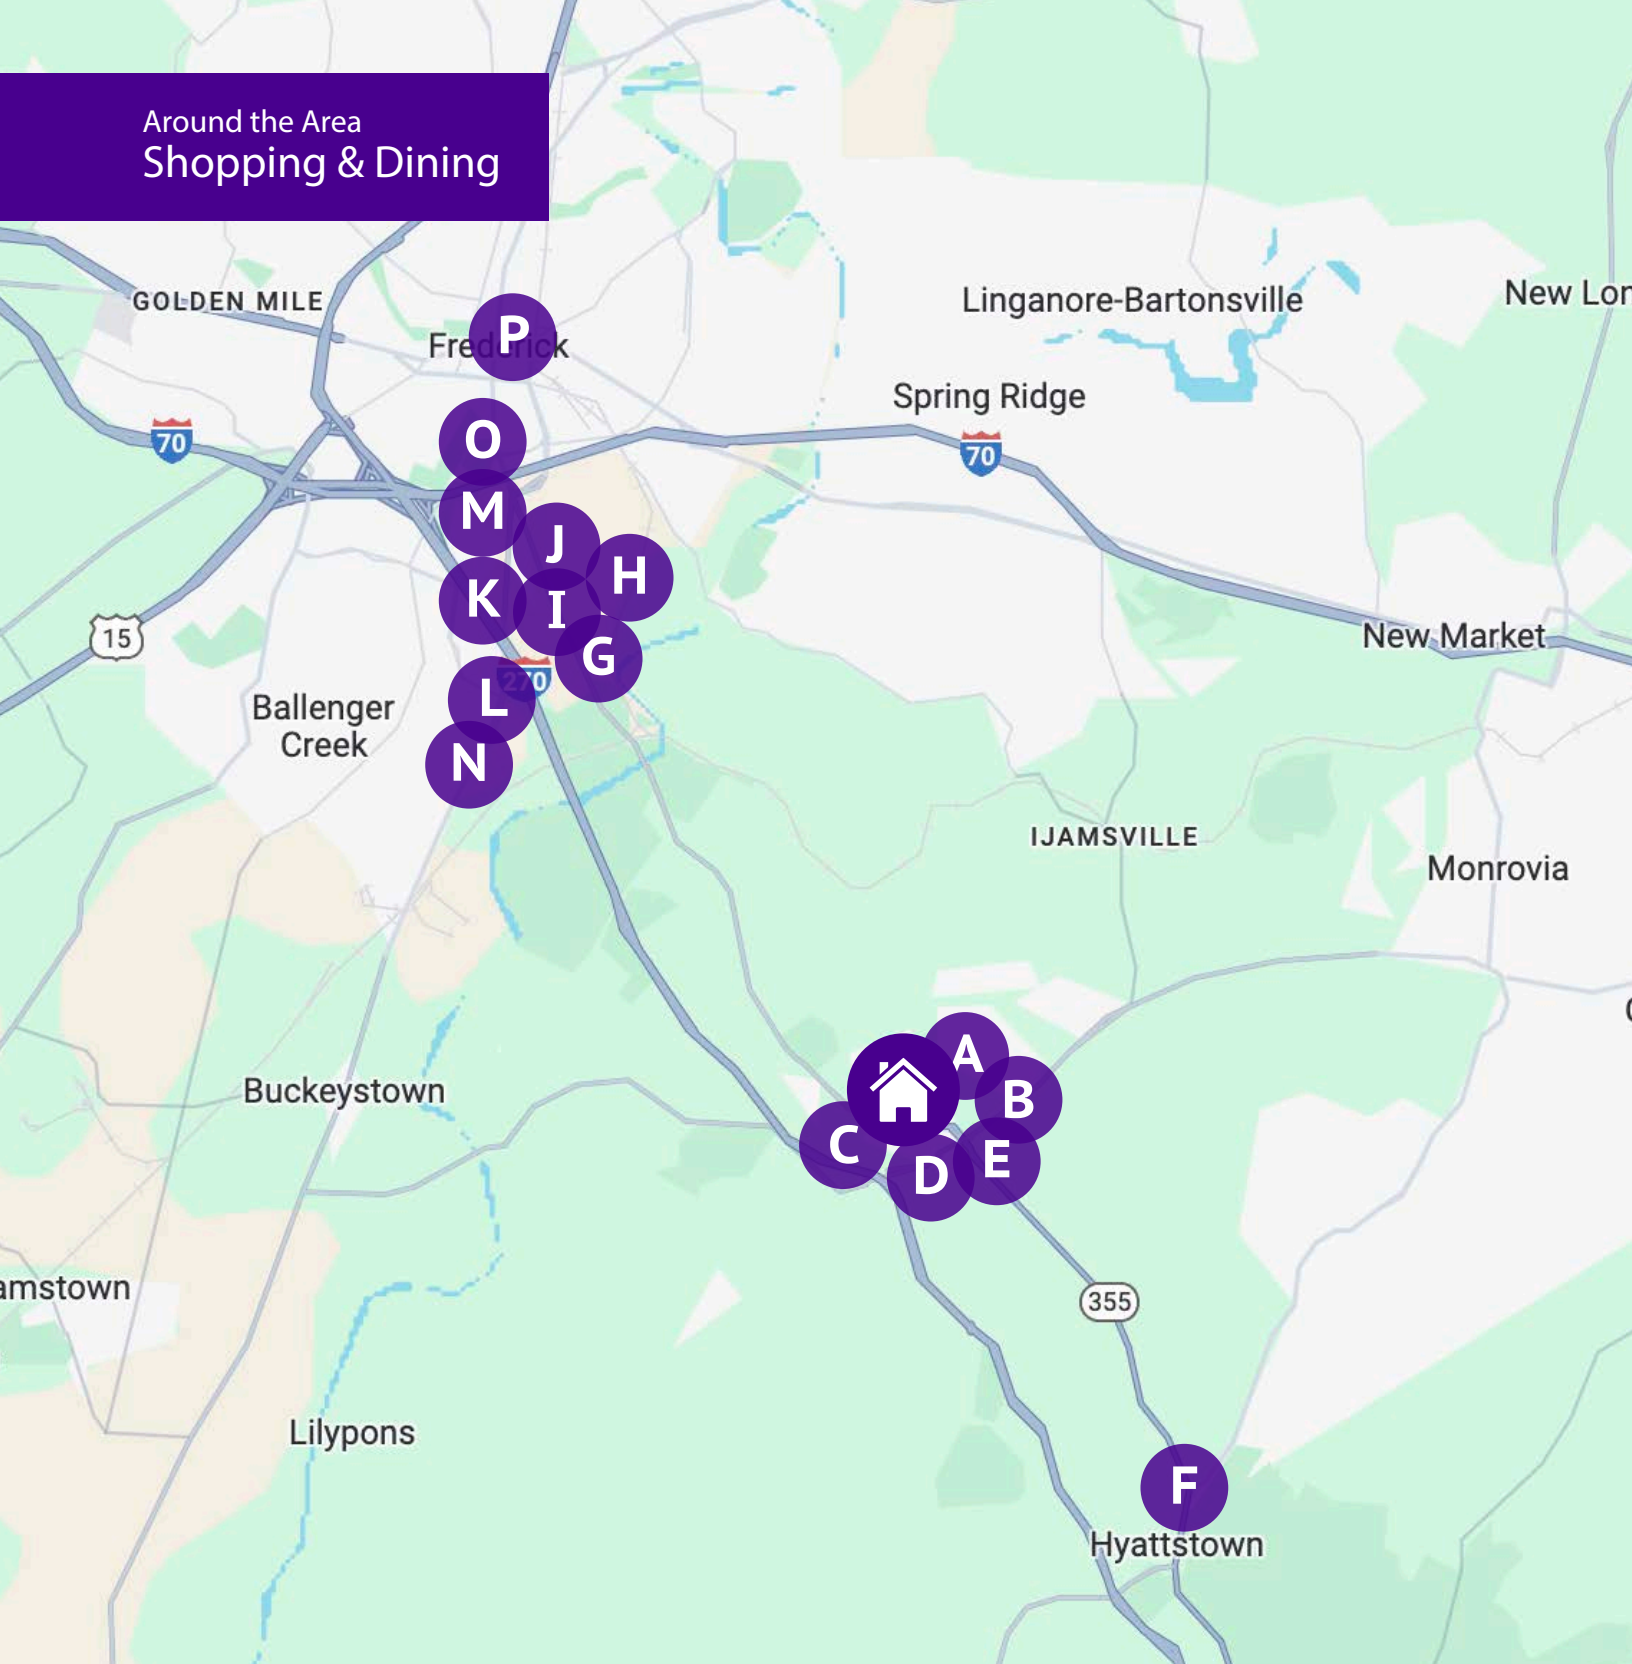 Around the Area
Shopping & Dining
GOLDEN MILE
Linganore-Bartonsville
New Lon
P
Frederick
Spring Ridge
O
70
70
M
J
H
K
I
15
New Market
G
270
L
Ballenger
Creek
N
IJAMSVILLE
Monrovia
A
Buckeystown
B
C
E
D
amstown
355
Lilypons
F
Hyattstown